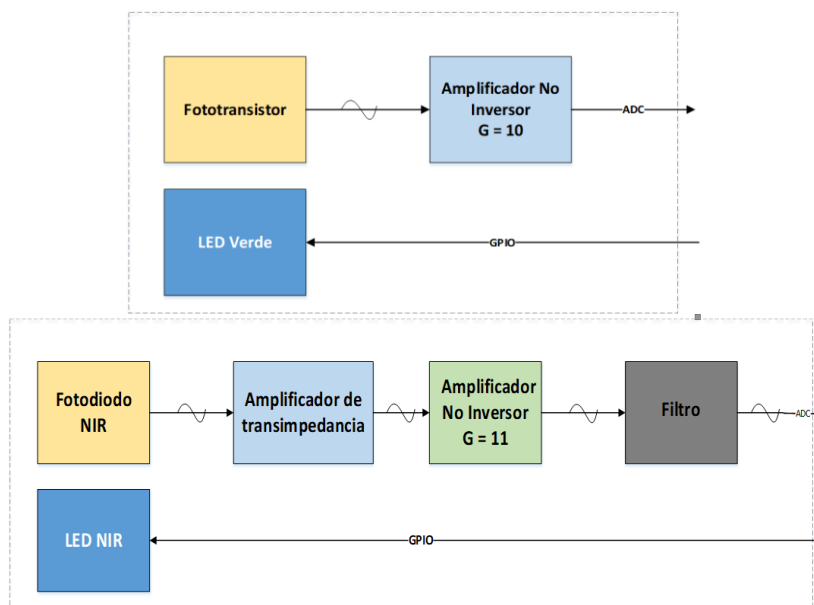 Fototransistor
Amplificador No
Inversor
G = 10
ADC
LED Verde
GPIO
Fotodiodo
NIR
Amplificador de
transimpedancia
Amplificador
No Inversor
G = 11
Filtro
ADC
LED NIR
GPIO